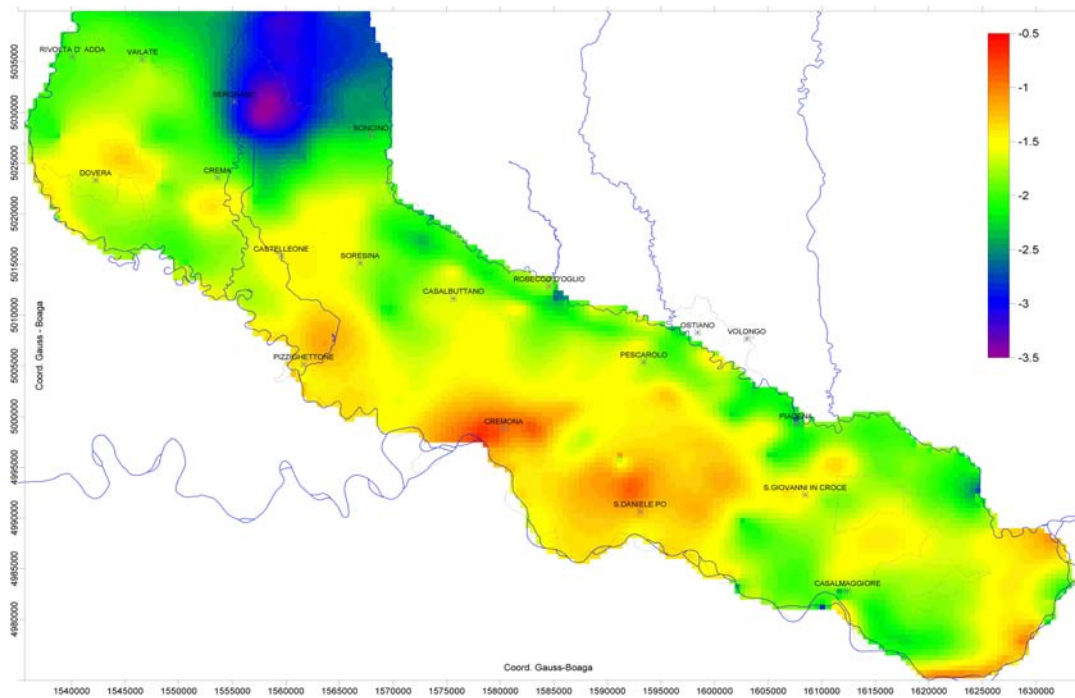 5035000
5030000
5025000
5020000
5015000
5010000
5005000
5000000
4995000
4990000
4985000
4980000
Coord. Gauss - Boaga
RIVOLTA D' ADDA
VAILATE
SERGNANO
SONCINO
DOVERA
CREMA
CASTELLEONE
SORESINA
ROBECCO D'OGLIO
CASALBUTTANO
OSTIANO
VOLONGO
PIZZIGHETTONE
PESCAROLO
CREMONA
PIADENA
S.GIOVANNI IN CROCE
S.DANIELE PO
CASALMAGGIORE
-0.5
-1
-1.5
-2
-2.5
-3
-3.5
Coord. Gauss-Boaga
1540000 1545000 1550000 1555000 1560000 1565000 1570000 1575000 1580000 1585000 1590000 1595000 1600000 1605000 1610000 1615000 1620000 1625000 1630000